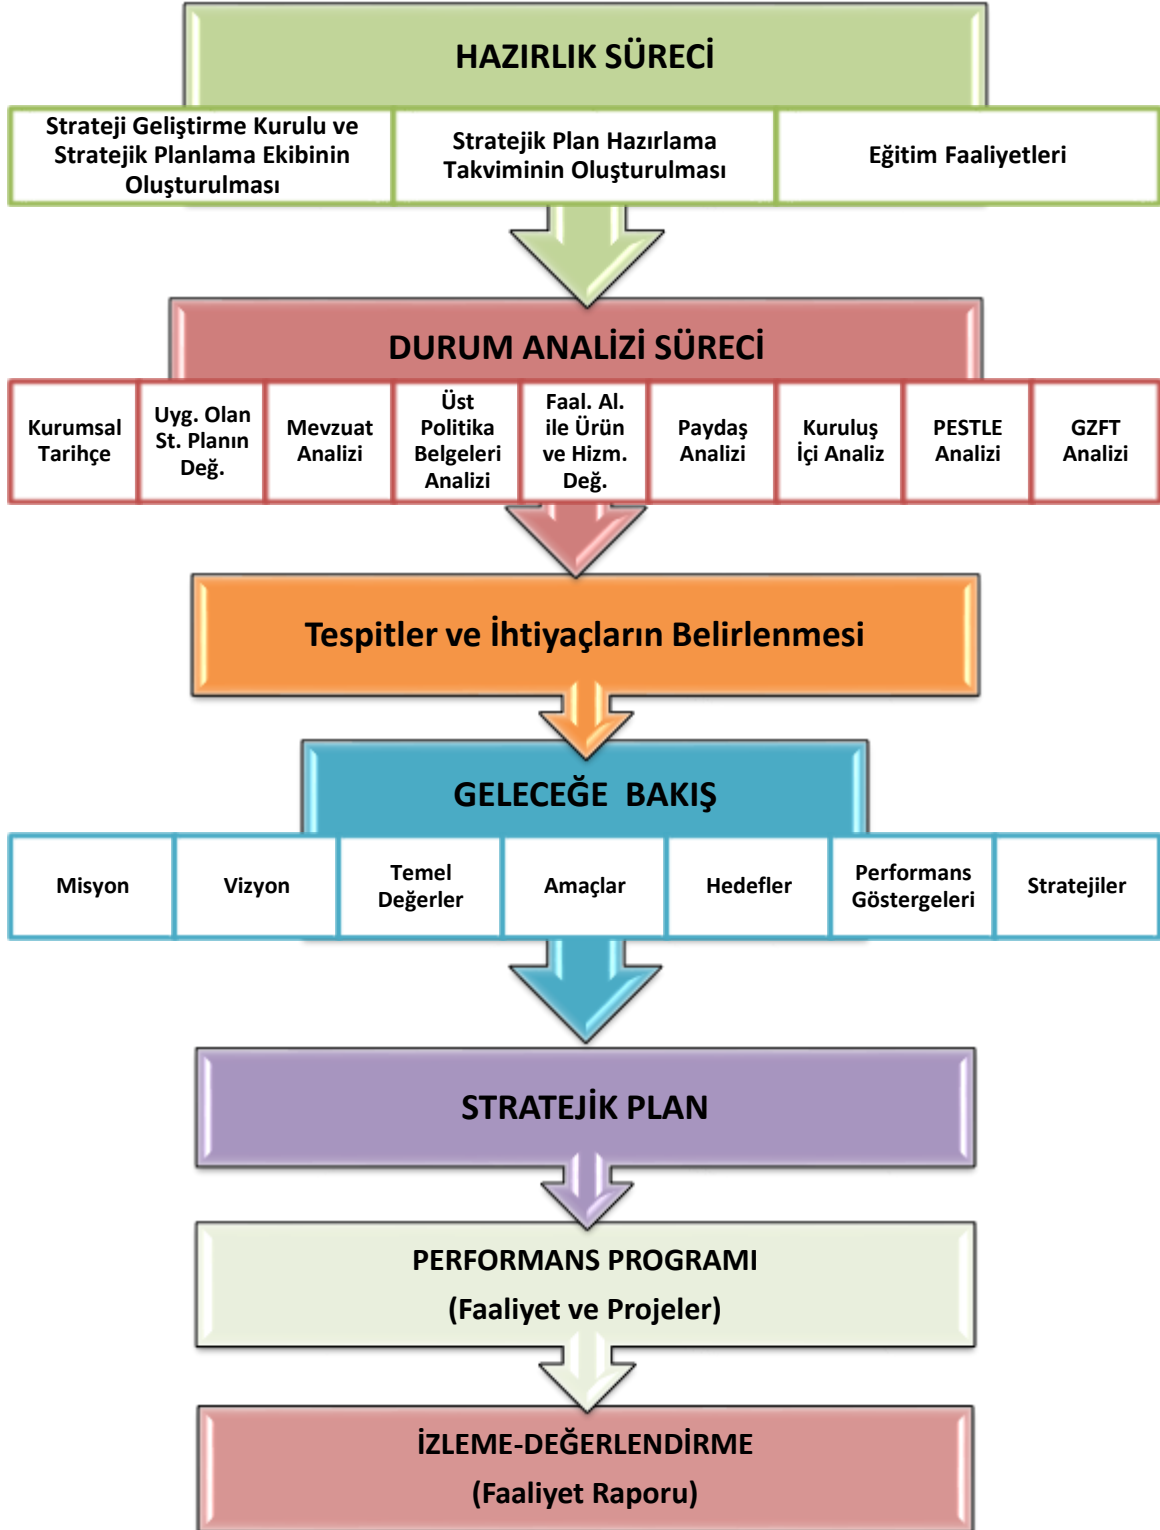 HAZIRLIK SÜRECİ
Strateji Geliştirme Kurulu ve
Stratejik Planlama Ekibinin
Oluşturulması
Stratejik Plan Hazırlama
Takviminin Oluşturulması
Eğitim Faaliyetleri
DURUM ANALİZİ SÜRECİ
Kurumsal
Tarihçe
Uyg. Olan
St. Planın
Değ.
Mevzuat
Analizi
Üst
Politika
Belgeleri
Analizi
Faal. Al.
ile Ürün
ve Hizm.
Değ.
Paydaş
Analizi
Kuruluş
İçi Analiz
PESTLE
Analizi
GZFT
Analizi
Tespitler ve İhtiyaçların Belirlenmesi
GELECEĞE  BAKIŞ
Misyon
Vizyon
Temel
Değerler
Amaçlar
Hedefler
Performans
Göstergeleri
Stratejiler
STRATEJİK PLAN
PERFORMANS PROGRAMI
(Faaliyet ve Projeler)
İZLEME-DEĞERLENDİRME
(Faaliyet Raporu)